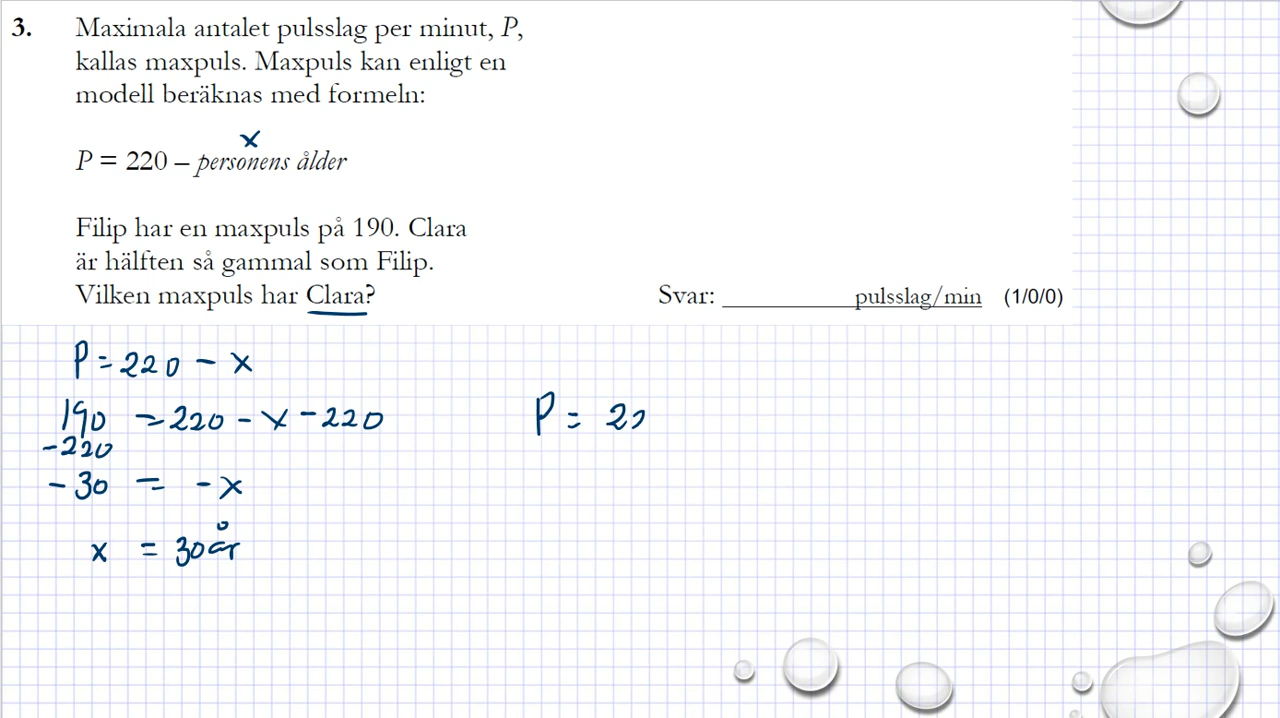 3. Maximala antalet pulsslag per minut, P,
kallas maxpuls. Maxpuls kan enligt en
modell beräknas med formeln:
x
P = 220 – personens ålder
Filip har en maxpuls på 190. Clara
är hälften så gammal som Filip.
Vilken maxpuls har Clara?
Svar: ____________ pulsslag/min (1/0/0)
P = 220 - x
190 = 220 - x - 220
-220
-30 = -x
x = 30 år
P = 22